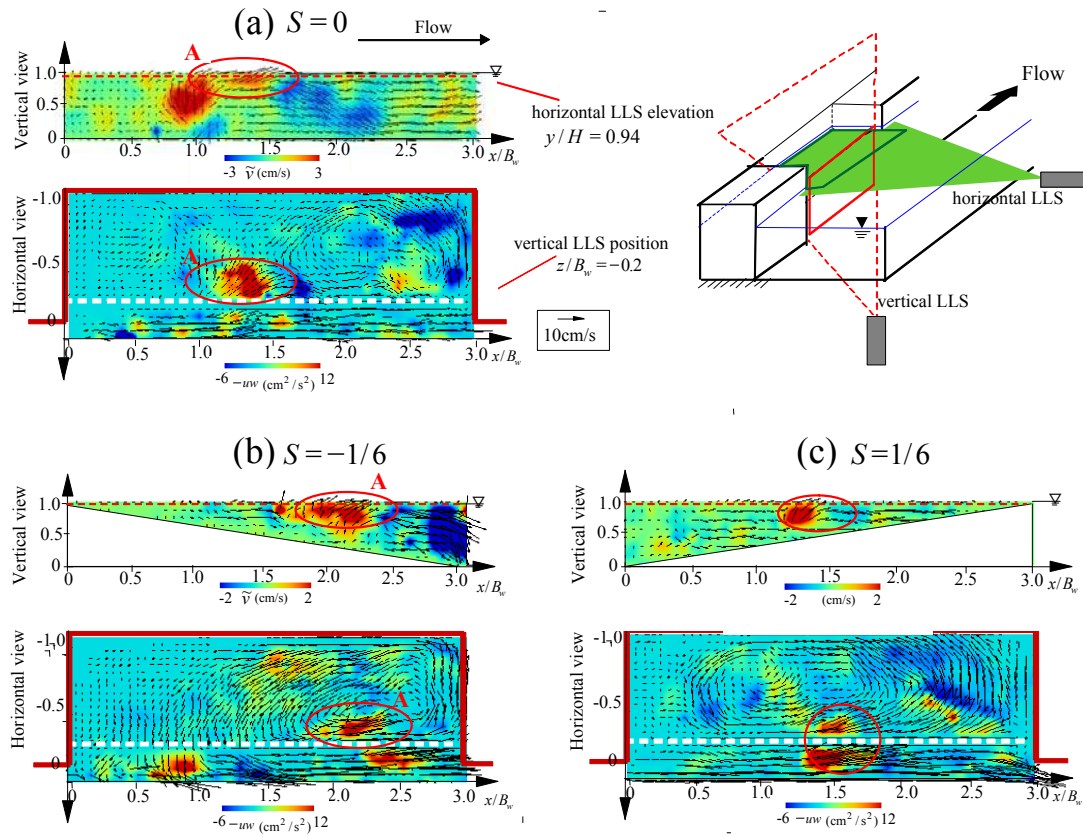 (a) S = 0
Flow
A
Vertical view
1.0
0.5
0
0 0.5 1.0 1.5 2.0 2.5 3.0 x/B_w
-3 ṽ (cm/s) 3
horizontal LLS elevation
y / H = 0.94
Horizontal view
-1.0
-0.5
0
A
0 0.5 1.0 1.5 2.0 2.5 3.0 x/B_w
-6 −uw (cm²/s²) 12
vertical LLS position
z/B_w = −0.2
10cm/s
Flow
horizontal LLS
vertical LLS
(b) S = −1/6
A
Vertical view
1.0
0.5
0
0 0.5 1.0 1.5 2.0 2.5 3.0 x/B_w
-2 ṽ (cm/s) 2
Horizontal view
-1.0
-0.5
0
A
0 0.5 1.0 1.5 2.0 2.5 3.0 x/B_w
-6 −uw (cm²/s²) 12
(c) S = 1/6
Vertical view
1.0
0.5
0
0 0.5 1.0 1.5 2.0 2.5 3.0 x/B_w
-2 (cm/s) 2
Horizontal view
-1.0
-0.5
0
0 0.5 1.0 1.5 2.0 2.5 3.0 x/B_w
-6 −uw (cm²/s²) 12